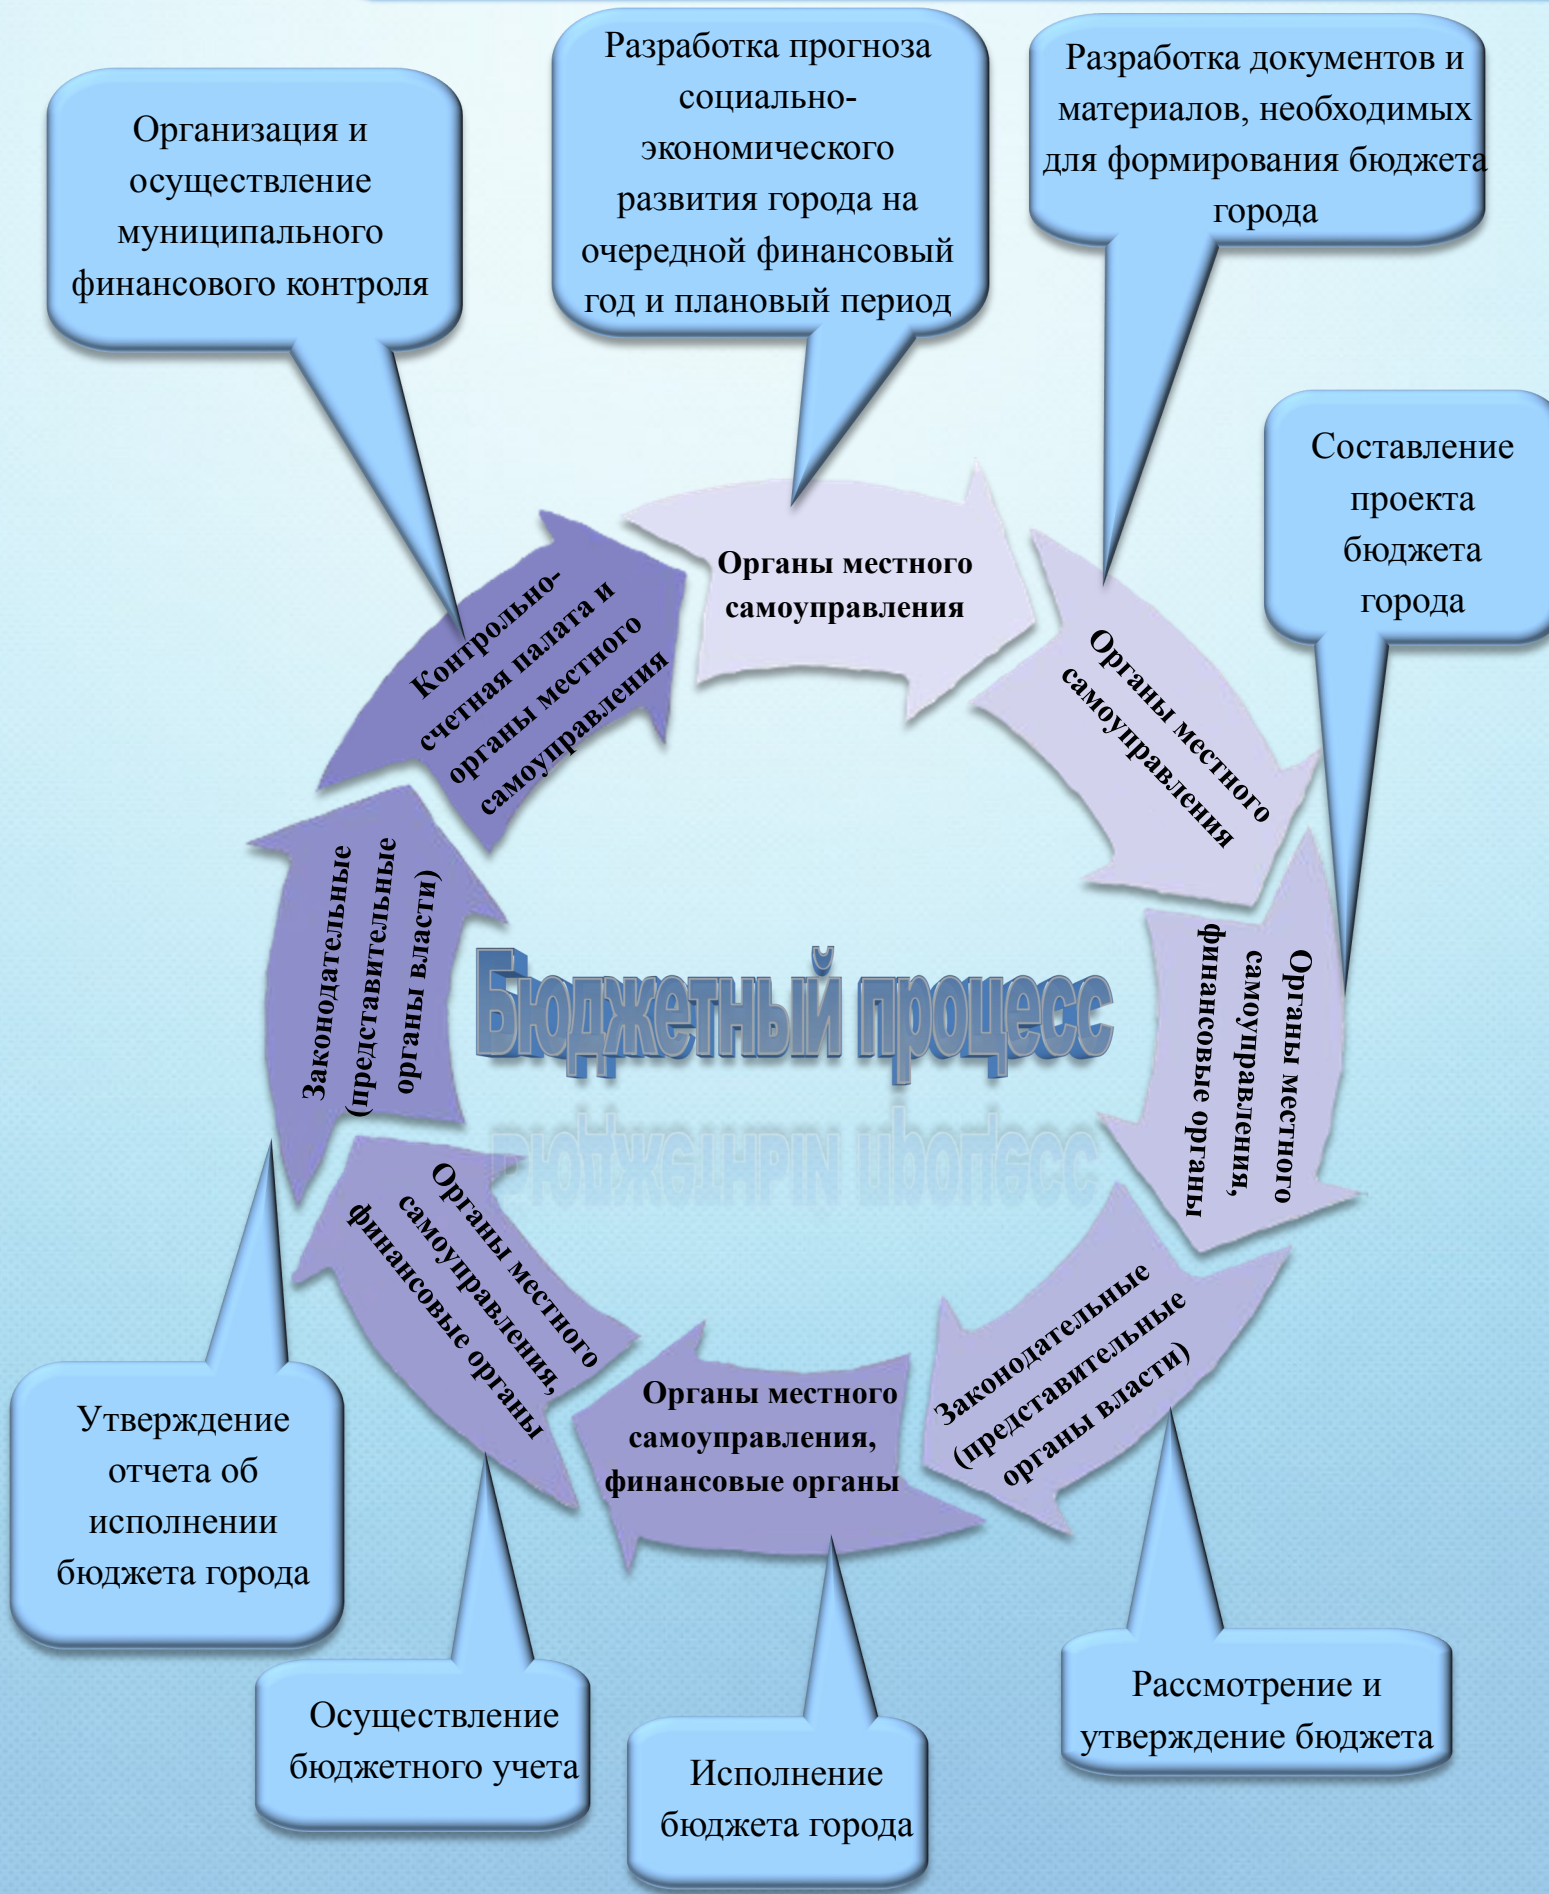 Организация и
осуществление
муниципального
финансового контроля
Разработка прогноза
социально-
экономического
развития города на
очередной финансовый
год и плановый период
Разработка документов и
материалов, необходимых
для формирования бюджета
города
Составление
проекта
бюджета
города
Органы местного
самоуправления
Органы местного
самоуправления
Органы местного
самоуправления,
финансовые органы
Законодательные
(представительные
органы власти)
Органы местного
самоуправления,
финансовые органы
Органы местного
самоуправления,
финансовые органы
Законодательные
(представительные
органы власти)
Контрольно-
счетная палата и
органы местного
самоуправления
Бюджетный процесс
Утверждение
отчета об
исполнении
бюджета города
Осуществление
бюджетного учета
Исполнение
бюджета города
Рассмотрение и
утверждение бюджета